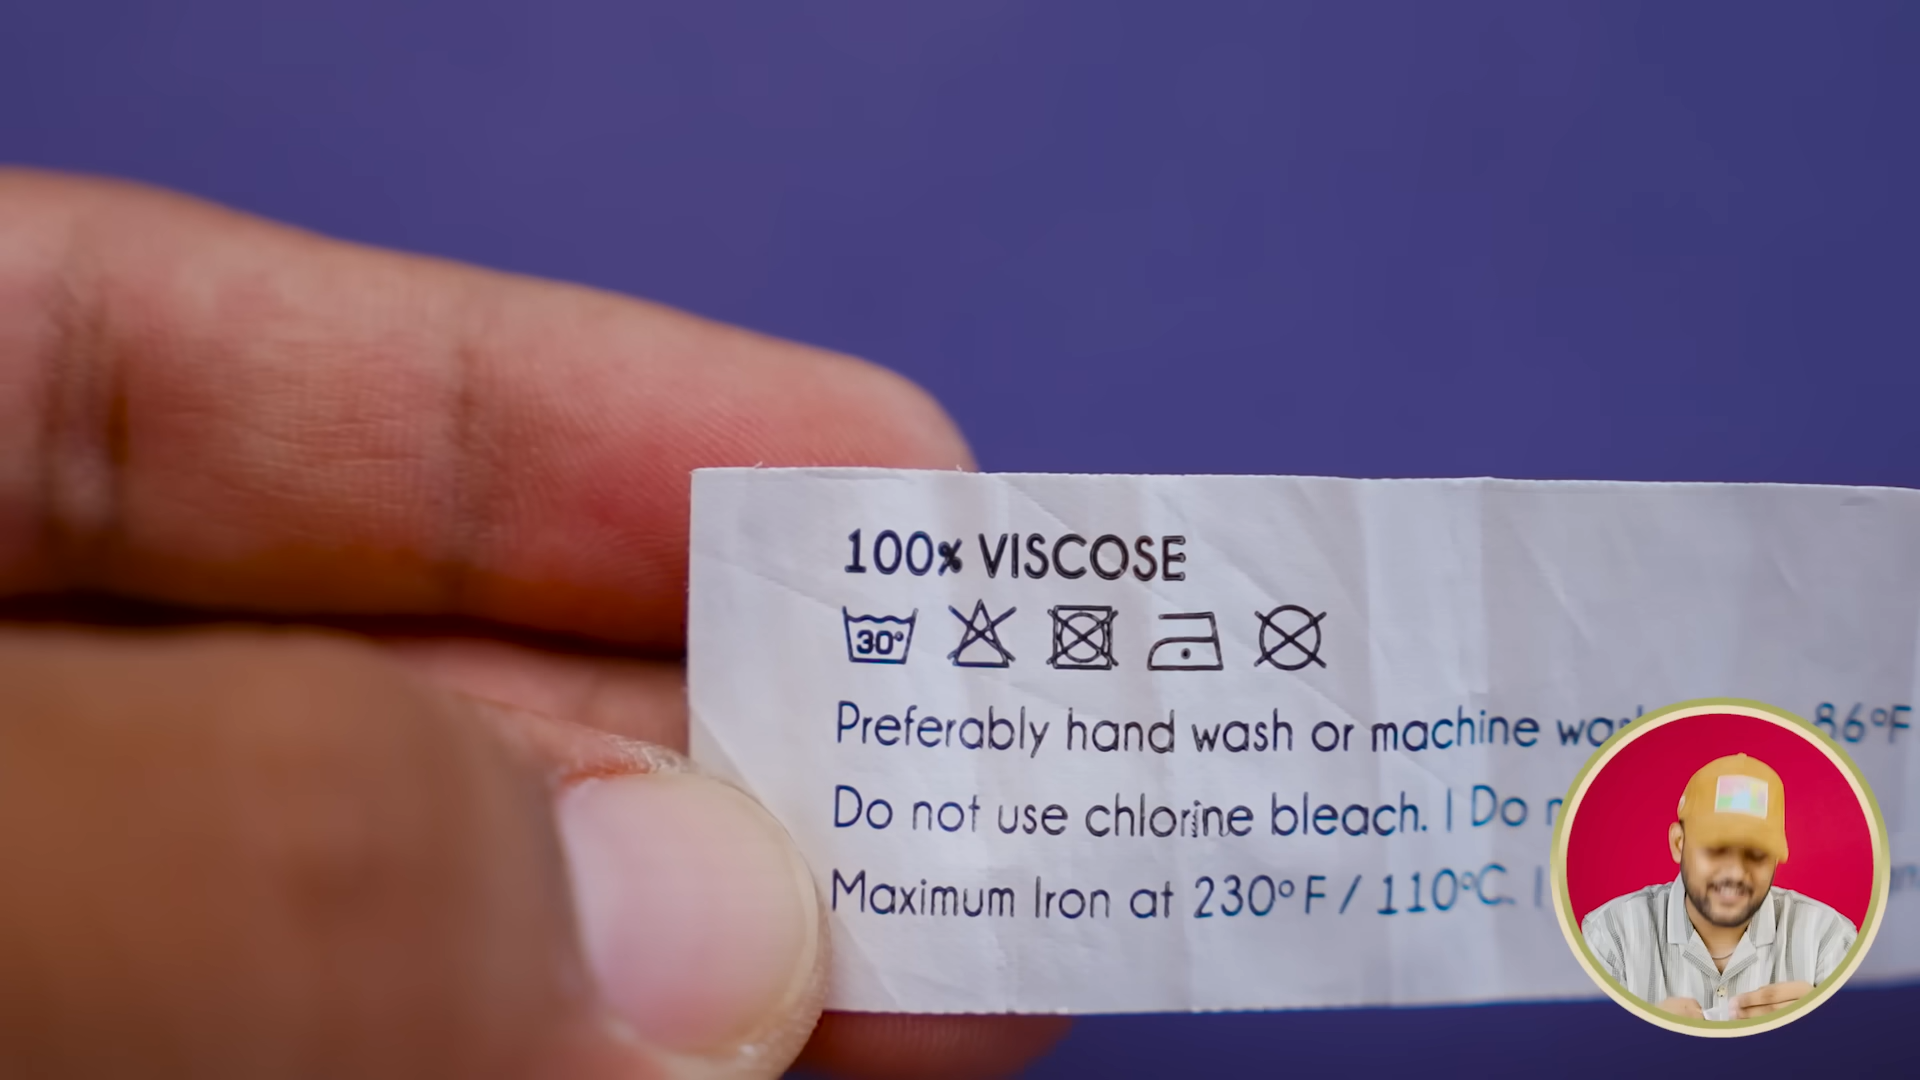 100% VISCOSE
30°
Preferably hand wash or machine 86°F
Do not use chlorine bleach. | Do
Maximum Iron at 230°F / 110°C. |